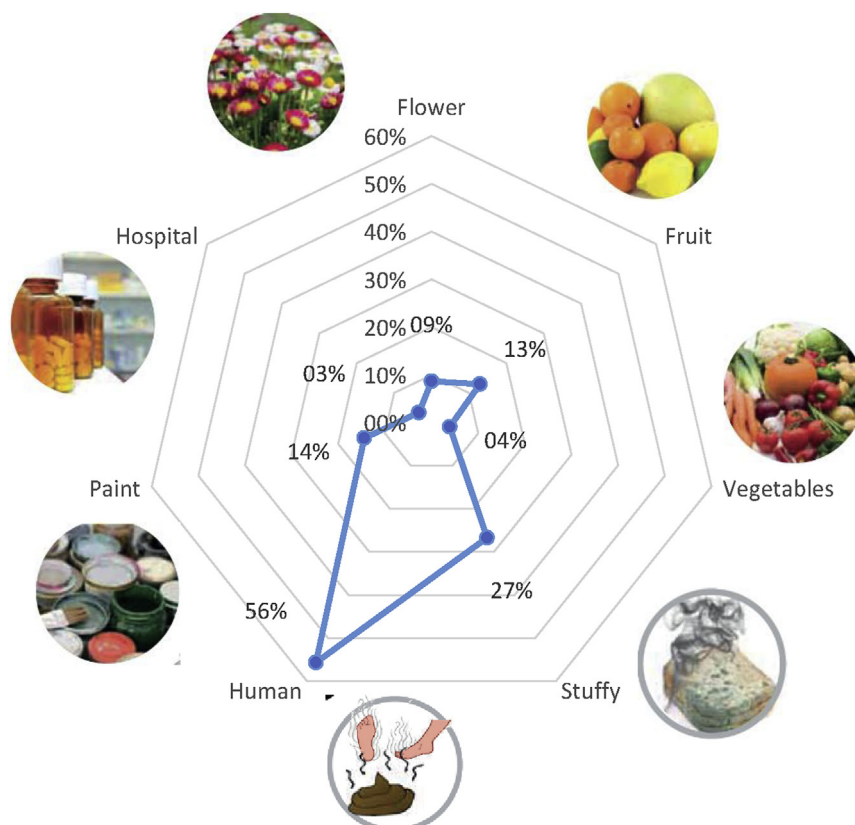 Flower
60%
50%
Hospital
Fruit
40%
30%
20%
09%
13%
03%
10%
00%
04%
14%
Paint
Vegetables
56%
27%
Human
Stuffy